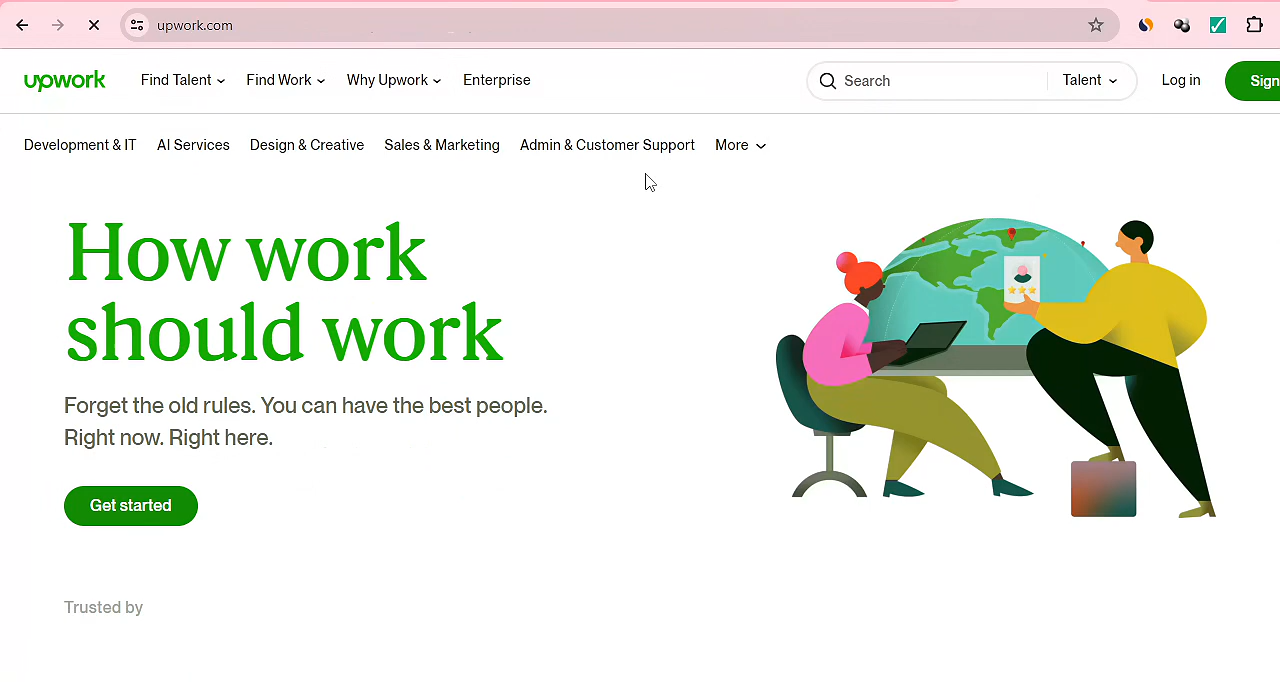 upwork.com
upwork Find Talent Find Work Why Upwork Enterprise Search Talent Log in Sign
Development & IT AI Services Design & Creative Sales & Marketing Admin & Customer Support More
How work
should work
Forget the old rules. You can have the best people.
Right now. Right here.
Get started
Trusted by